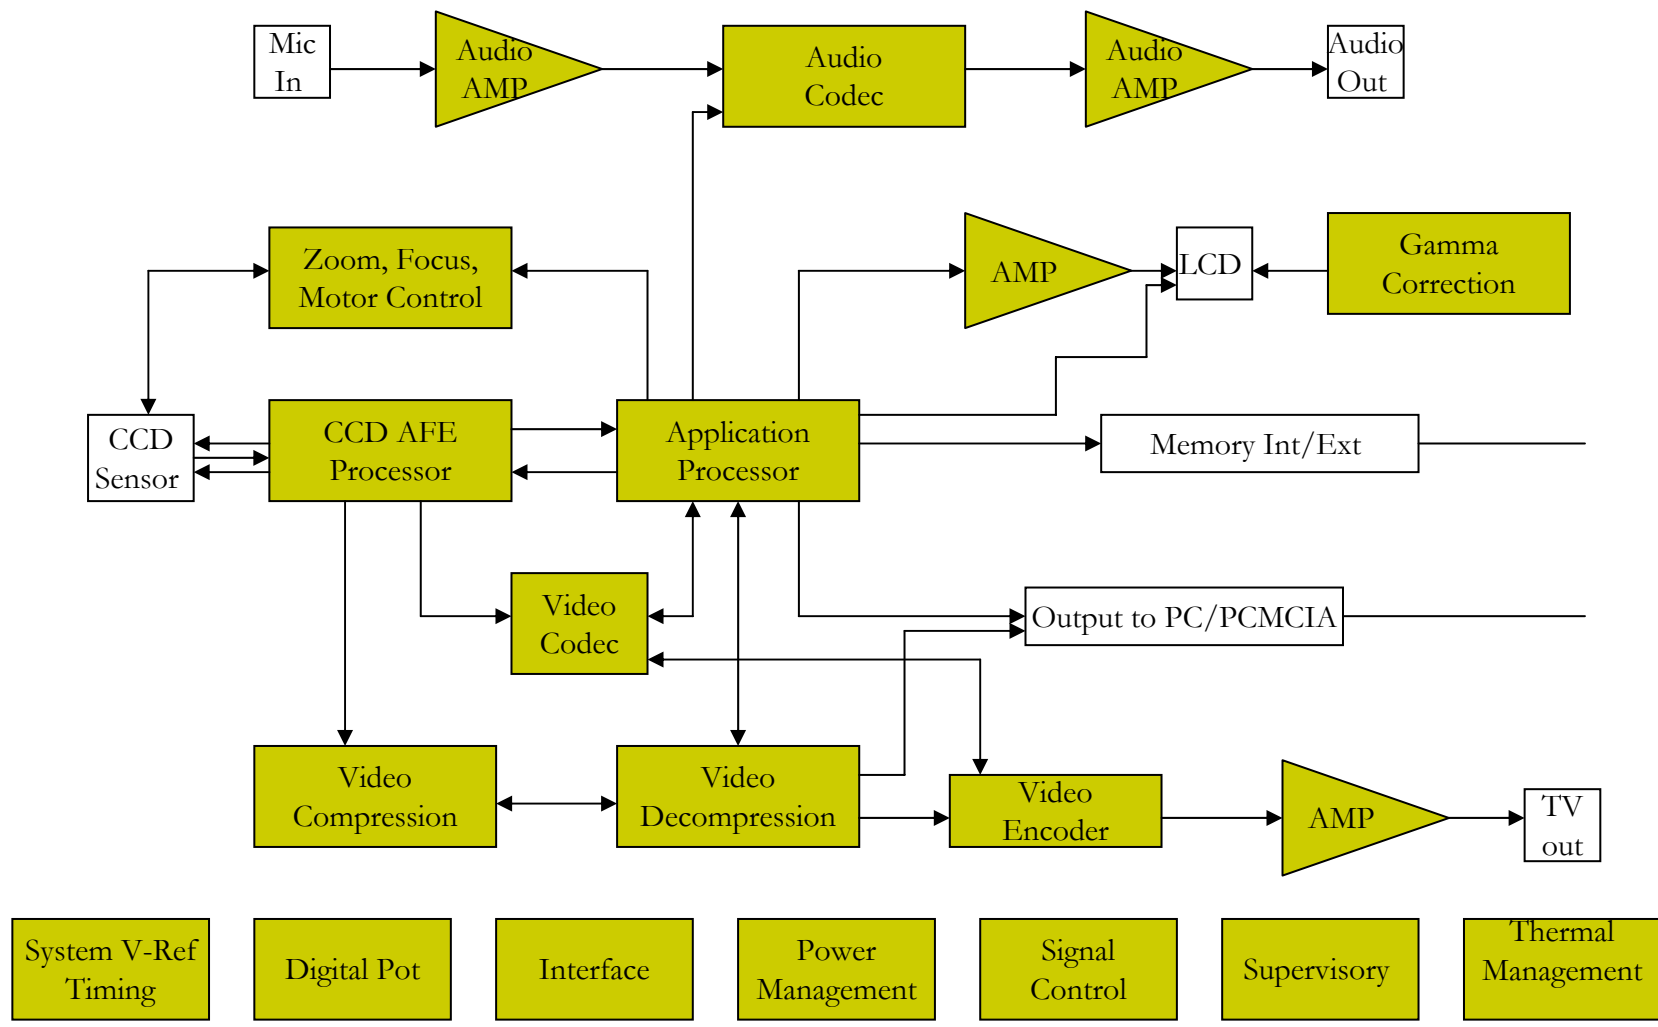 Mic
In
Audio
AMP
Audio
Codec
Audio
AMP
Audio
Out
Zoom, Focus,
Motor Control
AMP
LCD
Gamma
Correction
CCD
Sensor
CCD AFE
Processor
Application
Processor
Memory Int/Ext
Video
Codec
Output to PC/PCMCIA
Video
Compression
Video
Decompression
Video
Encoder
AMP
TV
out
System V-Ref
Timing
Digital Pot
Interface
Power
Management
Signal
Control
Supervisory
Thermal
Management